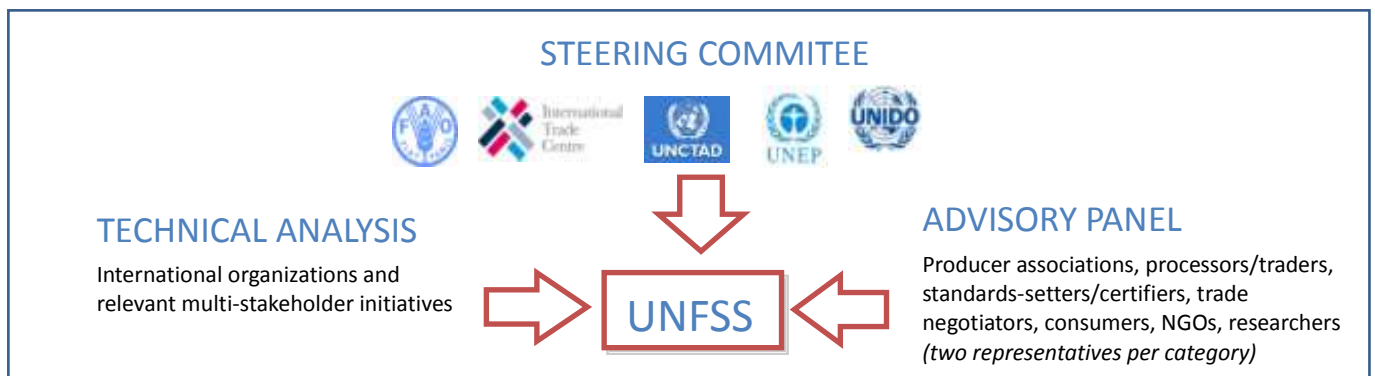 STEERING COMMITEE
FAO
International
Trade
Centre
UNCTAD
UNEP
UNIDO
TECHNICAL ANALYSIS
International organizations and
relevant multi-stakeholder initiatives
UNFSS
ADVISORY PANEL
Producer associations, processors/traders,
standards-setters/certifiers, trade
negotiators, consumers, NGOs, researchers
(two representatives per category)